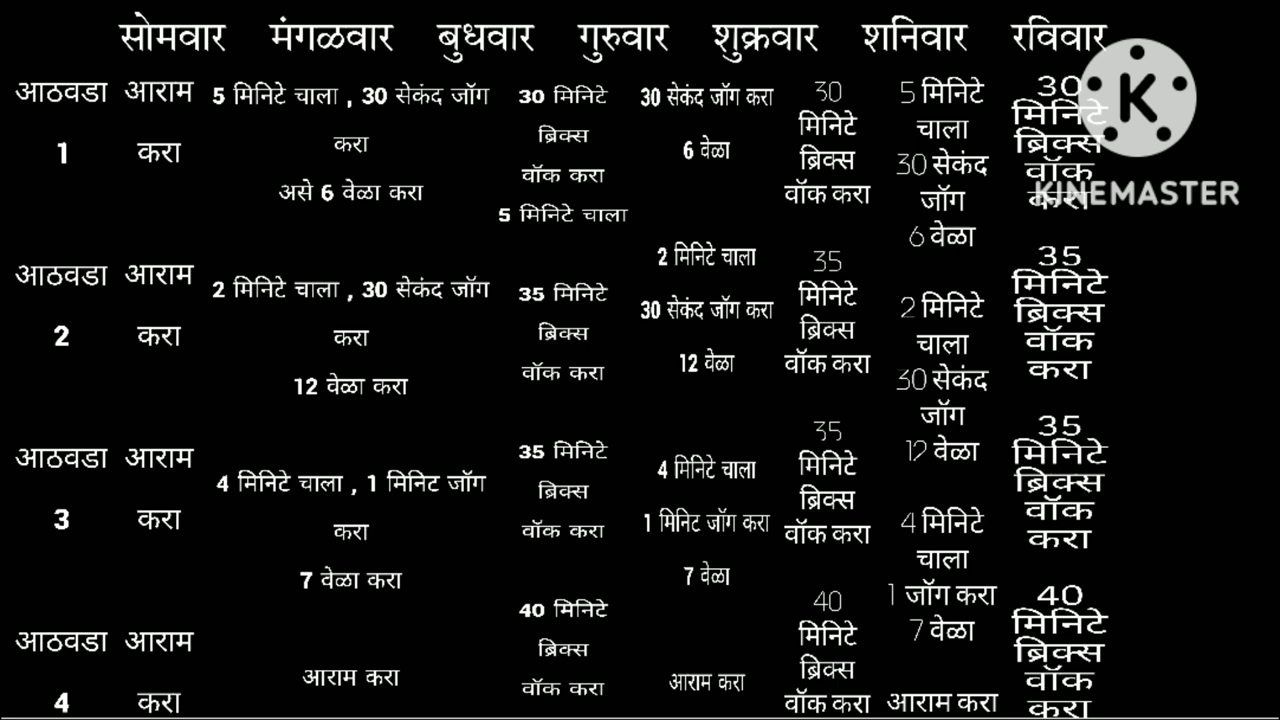 सोमवार मंगळवार बुधवार गुरुवार शुक्रवार शनिवार रविवार
आठवडा
1
आराम
करा
5 मिनिटे चाला , 30 सेकंद जॉग
करा
असे 6 वेळा करा
30 मिनिटे
ब्रिक्स
वॉक करा
5 मिनिटे चाला
30 सेकंद जॉग करा
6 वेळा
30
मिनिटे
ब्रिक्स
वॉक करा
5 मिनिटे
चाला
30 सेकंद
जॉग
6 वेळा
30
मिनिटे
ब्रिक्स
वॉक
करा
आठवडा
2
आराम
करा
2 मिनिटे चाला , 30 सेकंद जॉग
करा
12 वेळा करा
35 मिनिटे
ब्रिक्स
वॉक करा
2 मिनिटे चाला
30 सेकंद जॉग करा
12 वेळा
35
मिनिटे
ब्रिक्स
वॉक करा
2 मिनिटे
चाला
30 सेकंद
जॉग
12 वेळा
35
मिनिटे
ब्रिक्स
वॉक
करा
आठवडा
3
आराम
करा
4 मिनिटे चाला , 1 मिनिट जॉग
करा
7 वेळा करा
35 मिनिटे
ब्रिक्स
वॉक करा
4 मिनिटे चाला
1 मिनिट जॉग करा
7 वेळा
35
मिनिटे
ब्रिक्स
वॉक करा
4 मिनिटे
चाला
1 जॉग करा
7 वेळा
35
मिनिटे
ब्रिक्स
वॉक
करा
आठवडा
4
आराम
करा
आराम करा
40 मिनिटे
ब्रिक्स
वॉक करा
आराम करा
40
मिनिटे
ब्रिक्स
वॉक करा
आराम करा
40
मिनिटे
ब्रिक्स
वॉक
करा
K
KINEMASTER